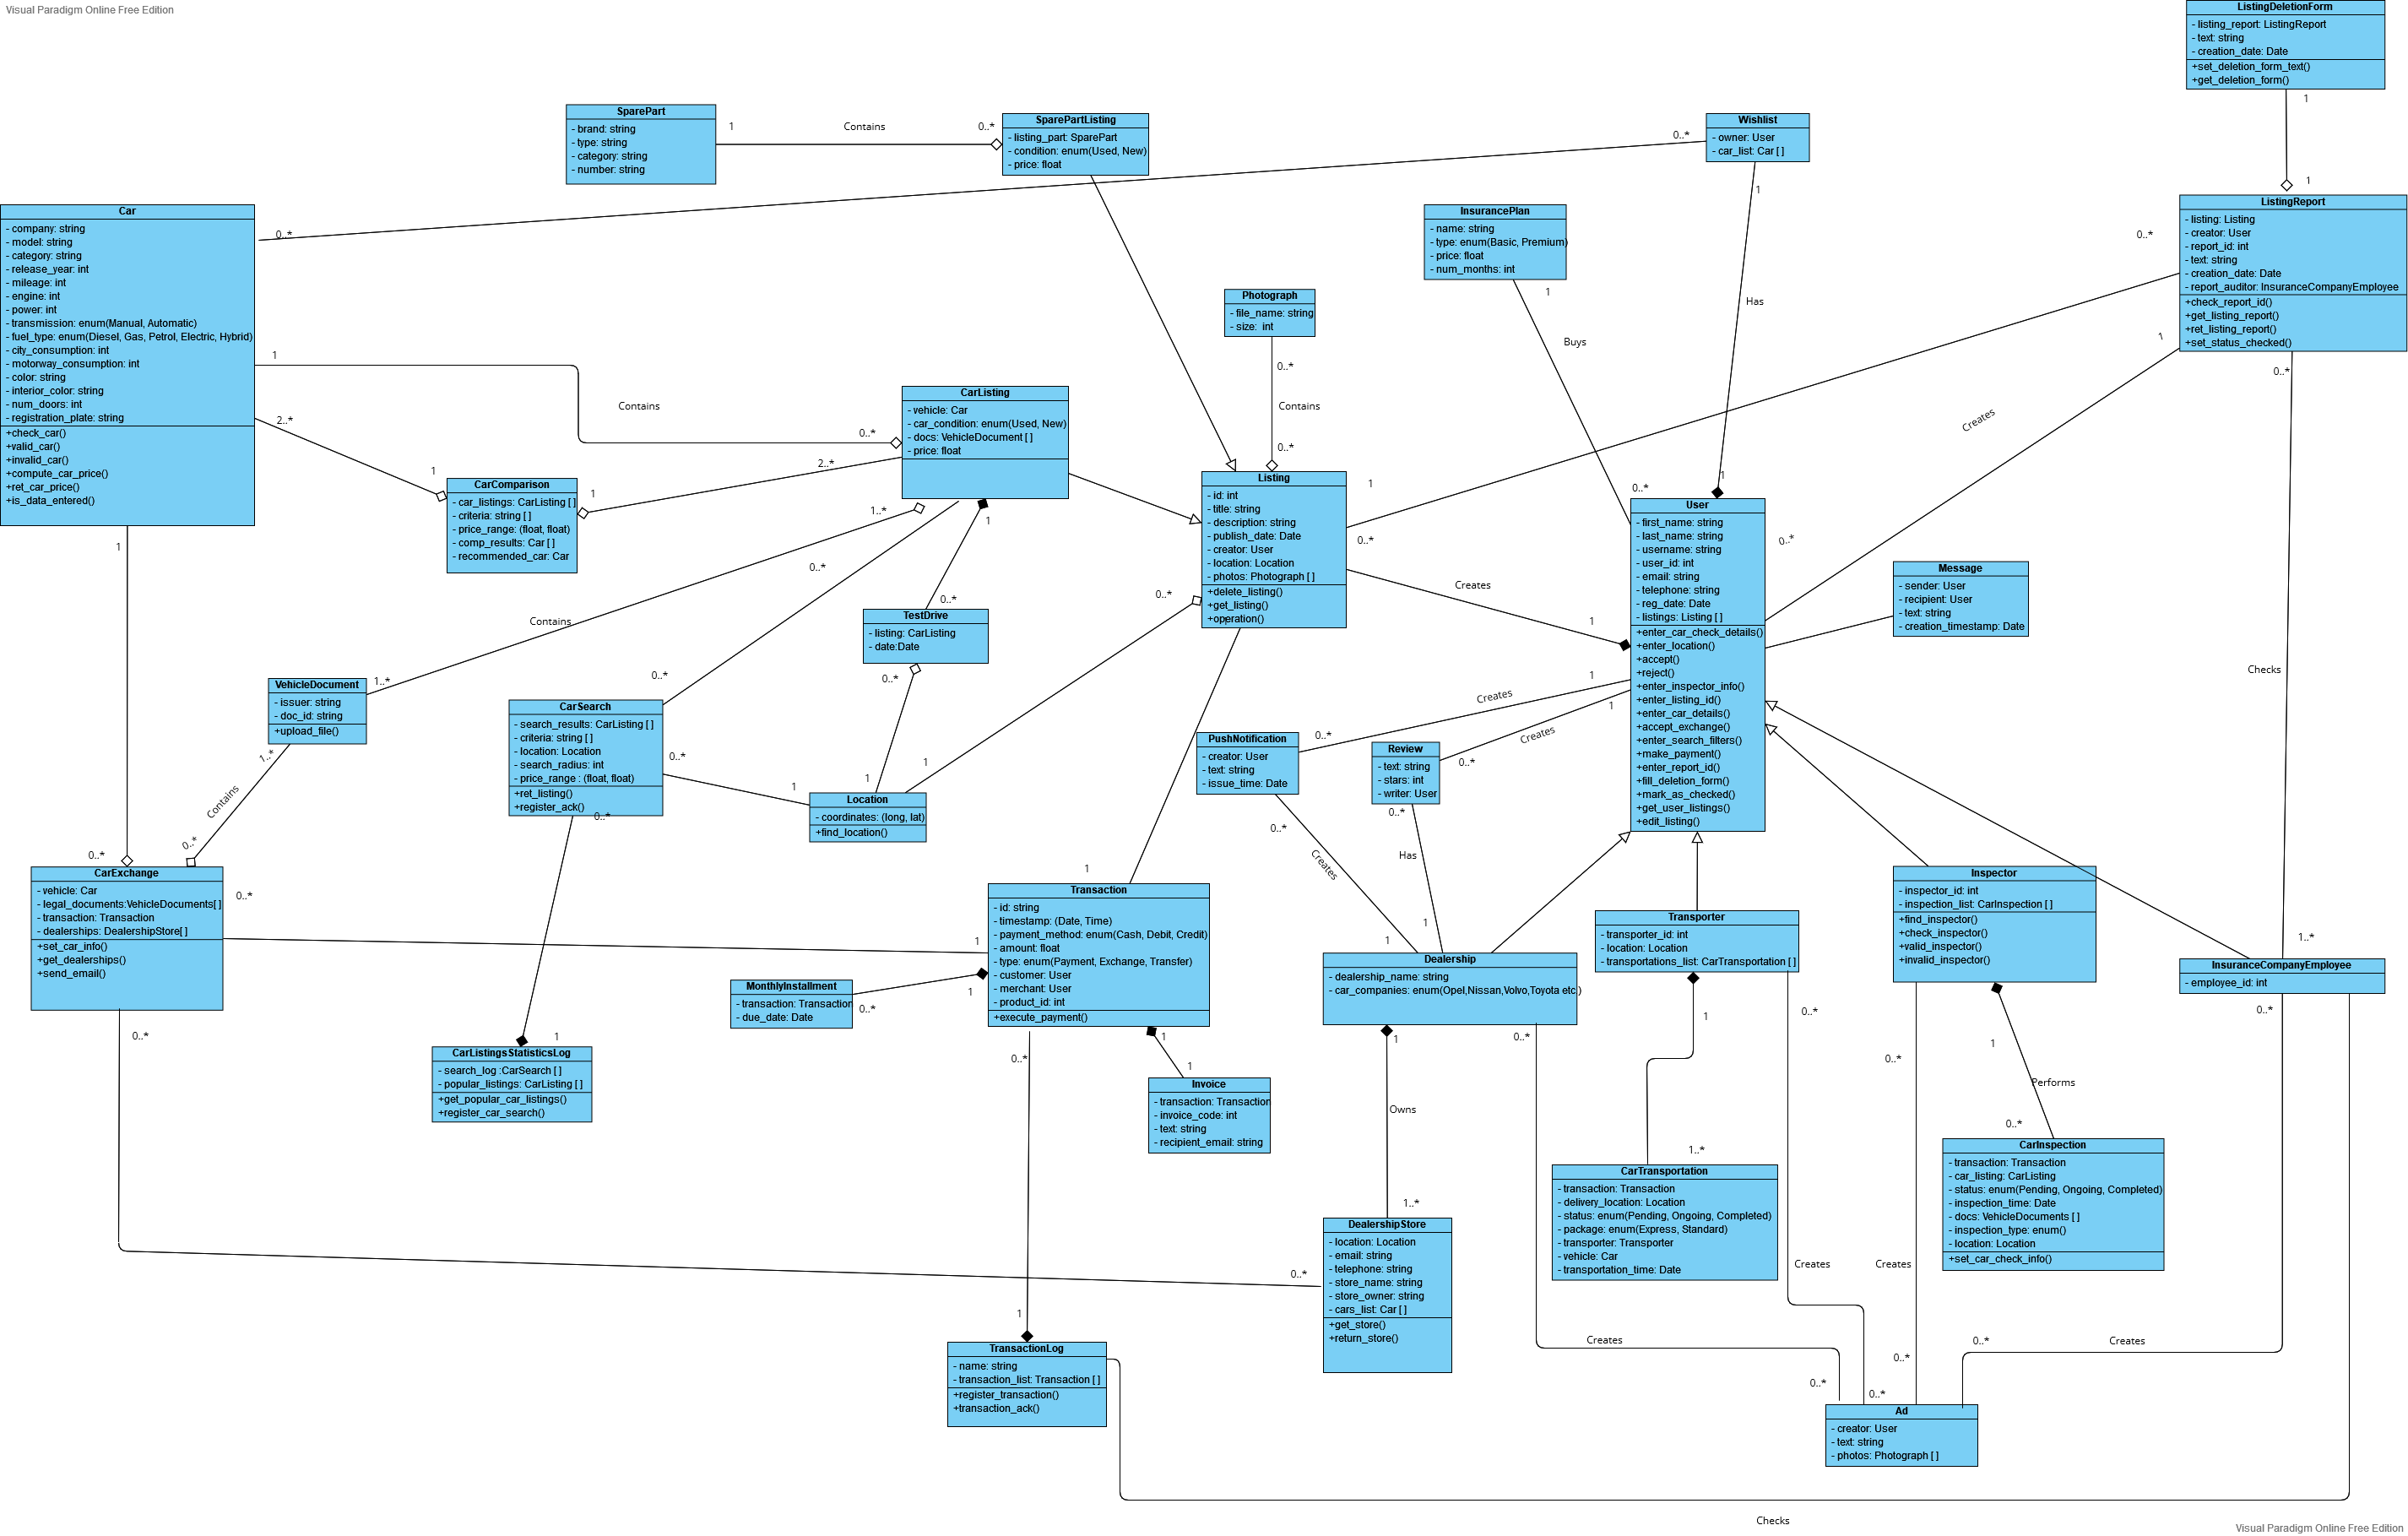 Visual Paradigm Online Free Edition
ListingDeletionForm
- listing_report: ListingReport
- text: string
- creation_date: Date
+set_deletion_form_text()
+get_deletion_form()
1
1
SparePart
- brand: string
- type: string
- category: string
- number: string
1
Contains
0..*
SparePartListing
- listing_part: SparePart
- condition: enum(Used, New)
- price: float
Wishlist
- owner: User
- car_list: Car [ ]
0..*
0..*
1
Has
1
Car
- company: string
- model: string
- category: string
- release_year: int
- mileage: int
- engine: int
- power: int
- transmission: enum(Manual, Automatic)
- fuel_type: enum(Diesel, Gas, Petrol, Electric, Hybrid)
- city_consumption: int
- motorway_consumption: int
- color: string
- interior_color: string
- num_doors: int
- registration_plate: string
+check_car()
+valid_car()
+invalid_car()
+compute_car_price()
+ret_car_price()
+is_data_entered()
InsurancePlan
- name: string
- type: enum(Basic, Premium)
- price: float
- num_months: int
1
Buys
0..*
ListingReport
- listing: Listing
- creator: User
- report_id: int
- text: string
- creation_date: Date
- report_auditor: InsuranceCompanyEmployee
+check_report_id()
+get_listing_report()
+ret_listing_report()
+set_status_checked()
0..*
1
1
Creates
0..*
0..*
Checks
1..*
Photograph
- file_name: string
- size: int
0..*
Contains
0..*
1
Contains
0..*
CarListing
- vehicle: Car
- car_condition: enum(Used, New)
- docs: VehicleDocument [ ]
- price: float
2..*
1
1
2..*
CarComparison
- car_listings: CarListing [ ]
- criteria: string [ ]
- price_range: (float, float)
- comp_results: Car [ ]
- recommended_car: Car
1..*
Contains
1..*
1
0..*
0..*
0..*
Listing
- id: int
- title: string
- description: string
- publish_date: Date
- creator: User
- location: Location
- photos: Photograph [ ]
+delete_listing()
+get_listing()
+operation()
0..*
Creates
1
User
- first_name: string
- last_name: string
- username: string
- user_id: int
- email: string
- telephone: string
- reg_date: Date
- listings: Listing [ ]
+enter_car_check_details()
+enter_location()
+accept()
+reject()
+enter_inspector_info()
+enter_listing_id()
+enter_car_details()
+accept_exchange()
+enter_search_filters()
+make_payment()
+enter_report_id()
+fill_deletion_form()
+mark_as_checked()
+get_user_listings()
+edit_listing()
Message
- sender: User
- recipient: User
- text: string
- creation_timestamp: Date
TestDrive
- listing: CarListing
- date:Date
0..*
1
0..*
1
VehicleDocument
- issuer: string
- doc_id: string
+upload_file()
1..*
Contains
0..*
CarSearch
- search_results: CarListing [ ]
- criteria: string [ ]
- location: Location
- search_radius: int
- price_range : (float, float)
+ret_listing()
+register_ack()
0..*
1
0..*
1
Location
- coordinates: (long, lat)
+find_location()
PushNotification
- creator: User
- text: string
- issue_time: Date
1
Creates
0..*
0..*
Creates
1
Review
- text: string
- stars: int
- writer: User
1
Creates
0..*
0..*
Has
1
1
0..*
CarExchange
- vehicle: Car
- legal_documents:VehicleDocuments[ ]
- transaction: Transaction
- dealerships: DealershipStore[ ]
+set_car_info()
+get_dealerships()
+send_email()
0..*
1
0..*
0..*
1
Transaction
- id: string
- timestamp: (Date, Time)
- payment_method: enum(Cash, Debit, Credit)
- amount: float
- type: enum(Payment, Exchange, Transfer)
- customer: User
- merchant: User
- product_id: int
+execute_payment()
MonthlyInstallment
- transaction: Transaction
- due_date: Date
1
0..*
Dealership
- dealership_name: string
- car_companies: enum(Opel,Nissan,Volvo,Toyota etc.)
Transporter
- transporter_id: int
- location: Location
- transportations_list: CarTransportation [ ]
Inspector
- inspector_id: int
- inspection_list: CarInspection [ ]
+find_inspector()
+check_inspector()
+valid_inspector()
+invalid_inspector()
InsuranceCompanyEmployee
- employee_id: int
CarListingsStatisticsLog
- search_log :CarSearch [ ]
- popular_listings: CarListing [ ]
+get_popular_car_listings()
+register_car_search()
0..*
1
1
1
Invoice
- transaction: Transaction
- invoice_code: int
- text: string
- recipient_email: string
1
Owns
1..*
DealershipStore
- location: Location
- email: string
- telephone: string
- store_name: string
- store_owner: string
- cars_list: Car [ ]
+get_store()
+return_store()
1
1..*
CarTransportation
- transaction: Transaction
- delivery_location: Location
- status: enum(Pending, Ongoing, Completed)
- package: enum(Express, Standard)
- transporter: Transporter
- vehicle: Car
- transportation_time: Date
1
Performs
0..*
CarInspection
- transaction: Transaction
- car_listing: CarListing
- status: enum(Pending, Ongoing, Completed)
- inspection_time: Date
- docs: VehicleDocuments [ ]
- inspection_type: enum()
- location: Location
+set_car_check_info()
TransactionLog
- name: string
- transaction_list: Transaction [ ]
+register_transaction()
+transaction_ack()
0..*
Creates
0..*
0..*
Creates
0..*
0..*
Creates
0..*
0..*
Creates
0..*
Ad
- creator: User
- text: string
- photos: Photograph [ ]
Checks
Visual Paradigm Online Free Edition